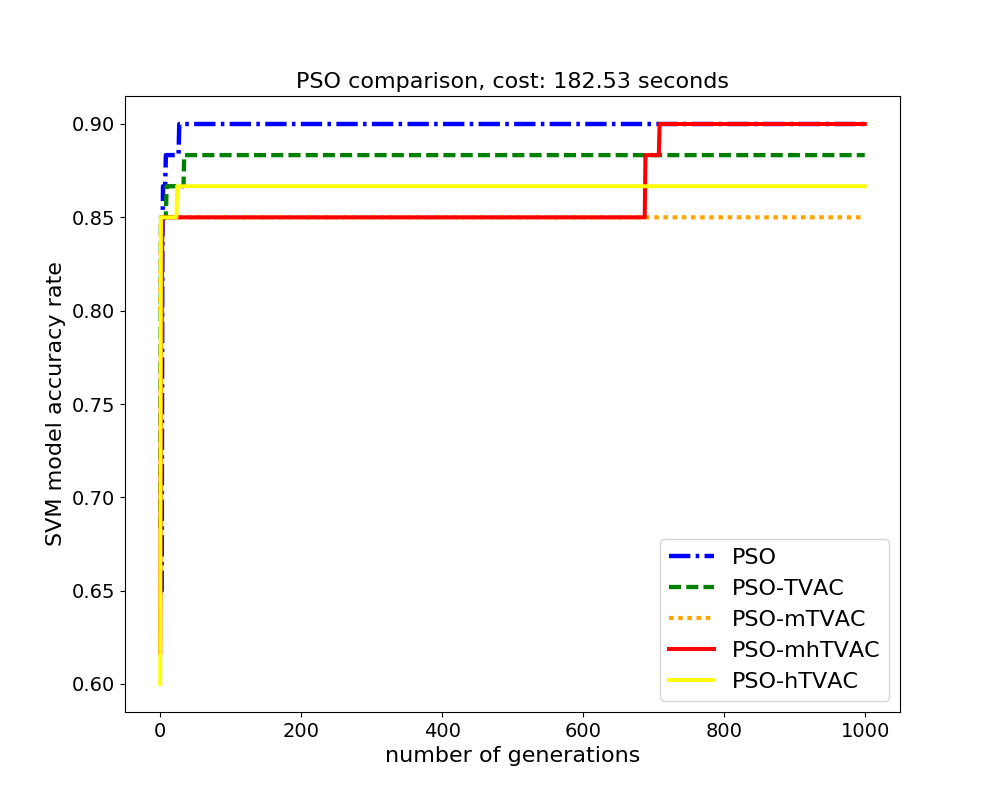 PSO comparison, cost: 182.53 seconds
0.90
0.85
0.80
0.75
0.70
0.65
0.60
SVM model accuracy rate
0 200 400 600 800 1000
number of generations
PSO
PSO-TVAC
PSO-mTVAC
PSO-mhTVAC
PSO-hTVAC